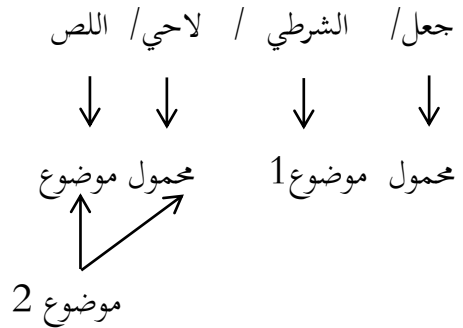 جعل/ الشرطي / لاحي/ اللص
محمول موضوع1 محمول موضوع
موضوع 2